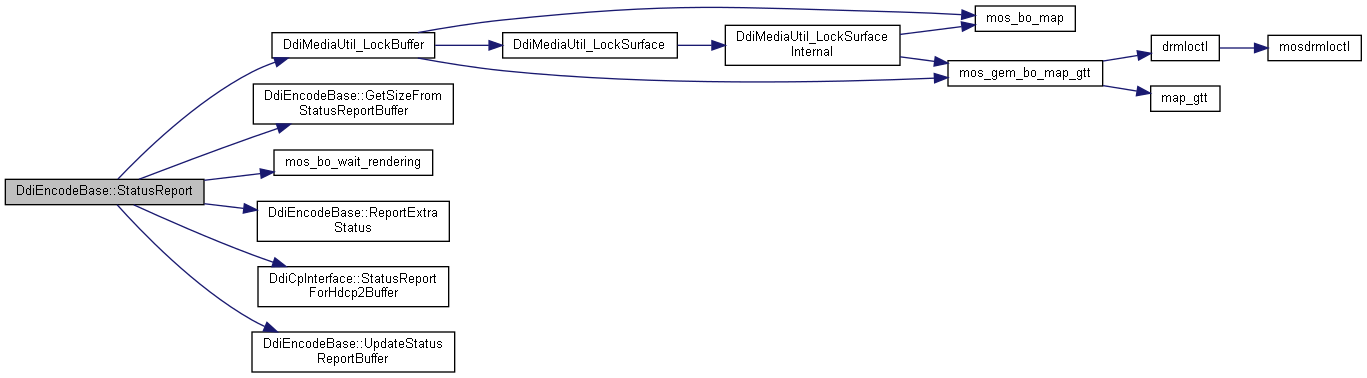 DdiEncodeBase::StatusReport
DdiMediaUtil_LockBuffer
DdiMediaUtil_LockSurface
DdiMediaUtil_LockSurface
Internal
mos_bo_map
mos_gem_bo_map_gtt
drmIoctl
mosdrmIoctl
map_gtt
DdiEncodeBase::GetSizeFrom
StatusReportBuffer
mos_bo_wait_rendering
DdiEncodeBase::ReportExtra
Status
DdiCpInterface::StatusReport
ForHdcp2Buffer
DdiEncodeBase::UpdateStatus
ReportBuffer